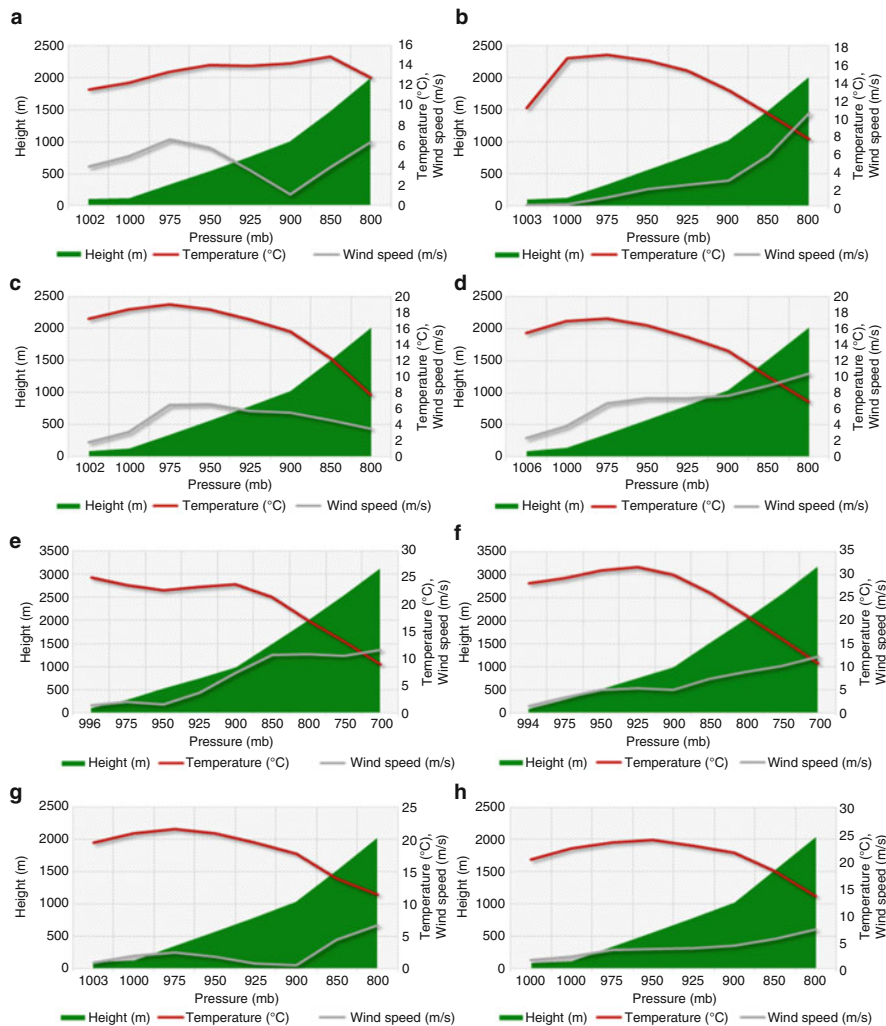 a
2500
2000
1500
1000
500
0
Height (m)
16
14
12
10
8
6
4
2
0
Temperature (°C),
Wind speed (m/s)
1002 1000 975 950 925 900 850 800
Pressure (mb)
Height (m) Temperature (°C) Wind speed (m/s)
b
2500
2000
1500
1000
500
0
Height (m)
18
16
14
12
10
8
6
4
2
0
Temperature (°C),
Wind speed (m/s)
1003 1000 975 950 925 900 850 800
Pressure (mb)
Height (m) Temperature (°C) Wind speed (m/s)
c
2500
2000
1500
1000
500
0
Height (m)
20
18
16
14
12
10
8
6
4
2
0
Temperature (°C),
Wind speed (m/s)
1002 1000 975 950 925 900 850 800
Pressure (mb)
Height (m) Temperature (°C) Wind speed (m/s)
d
2500
2000
1500
1000
500
0
Height (m)
20
18
16
14
12
10
8
6
4
2
0
Temperature (°C),
Wind speed (m/s)
1006 1000 975 950 925 900 850 800
Pressure (mb)
Height (m) Temperature (°C) Wind speed (m/s)
e
3500
3000
2500
2000
1500
1000
500
0
Height (m)
30
25
20
15
10
5
0
Temperature (°C),
Wind speed (m/s)
996 975 950 925 900 850 800 750 700
Pressure (mb)
Height (m) Temperature (°C) Wind speed (m/s)
f
3500
3000
2500
2000
1500
1000
500
0
Height (m)
35
30
25
20
15
10
5
0
Temperature (°C),
Wind speed (m/s)
994 975 950 925 900 850 800 750 700
Pressure (mb)
Height (m) Temperature (°C) Wind speed (m/s)
g
2500
2000
1500
1000
500
0
Height (m)
25
20
15
10
5
0
Temperature (°C),
Wind speed (m/s)
1003 1000 975 950 925 900 850 800
Pressure (mb)
Height (m) Temperature (°C) Wind speed (m/s)
h
2500
2000
1500
1000
500
0
Height (m)
30
25
20
15
10
5
0
Temperature (°C),
Wind speed (m/s)
1000 1000 975 950 925 900 850 800
Pressure (mb)
Height (m) Temperature (°C) Wind speed (m/s)